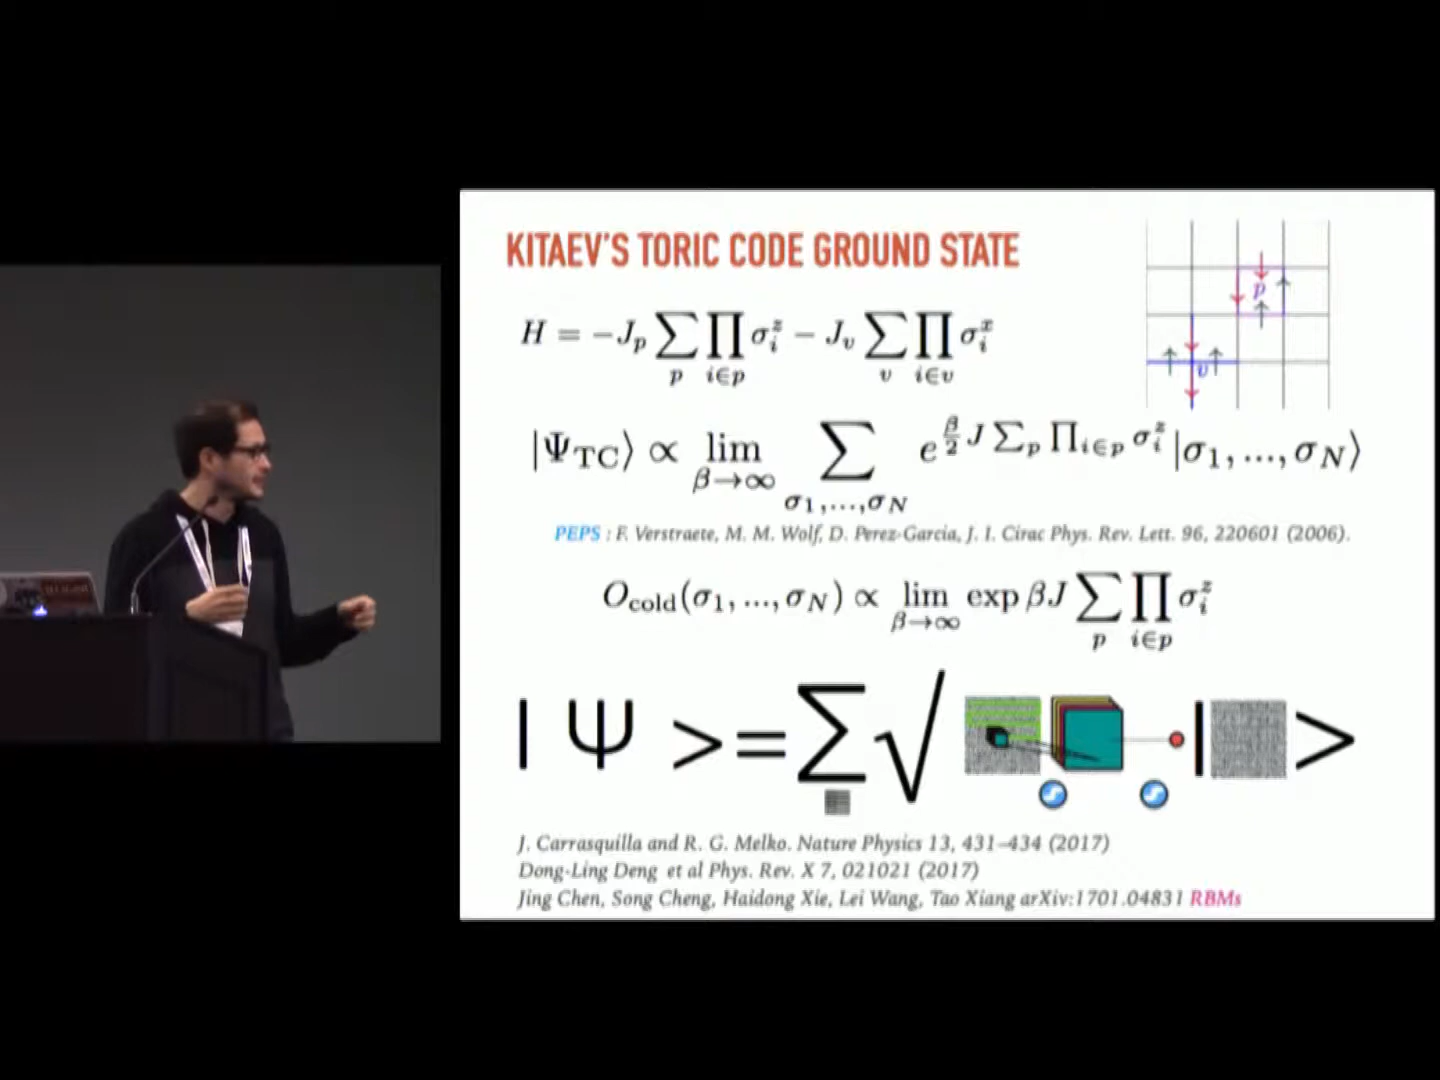 KITAEV'S TORIC CODE GROUND STATE
H = −J_p ∑_p ∏_{i∈p} σ_i^z − J_v ∑_v ∏_{i∈v} σ_i^x
p
v
|Ψ_TC⟩ ∝ lim_{β→∞} ∑_{σ_1,...,σ_N} e^{β/2 J ∑_p ∏_{i∈p} σ_i^z} |σ_1, ..., σ_N⟩
PEPS : F. Verstraete, M. M. Wolf, D. Perez-Garcia, J. I. Cirac Phys. Rev. Lett. 96, 220601 (2006).
O_cold(σ_1, ..., σ_N) ∝ lim_{β→∞} exp βJ ∑_p ∏_{i∈p} σ_i^z
| Ψ >=∑√ | >
J. Carrasquilla and R. G. Melko. Nature Physics 13, 431–434 (2017)
Dong-Ling Deng et al Phys. Rev. X 7, 021021 (2017)
Jing Chen, Song Cheng, Haidong Xie, Lei Wang, Tao Xiang arXiv:1701.04831 RBMs